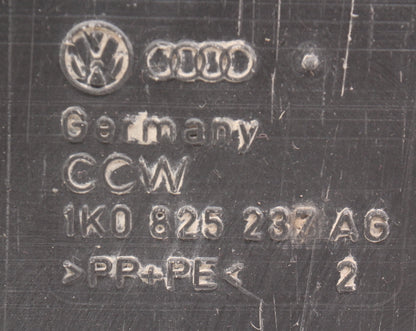 Germany
CCW
1K0 825 237 AG
>PP+PE< 2